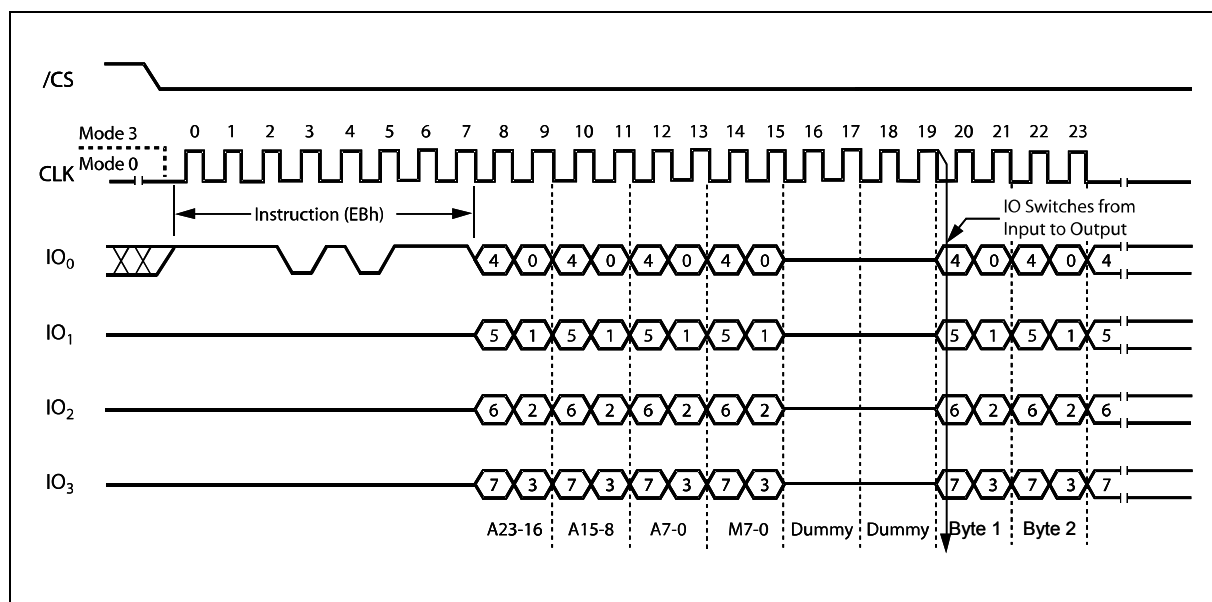 /CS
Mode 3
0 1 2 3 4 5 6 7 8 9 10 11 12 13 14 15 16 17 18 19 20 21 22 23
Mode 0
CLK
Instruction (EBh)
IO Switches from
Input to Output
IO₀ 4 0 4 0 4 0 4 0 4 0 4 0 4
IO₁ 5 1 5 1 5 1 5 1 5 1 5 1 5
IO₂ 6 2 6 2 6 2 6 2 6 2 6 2 6
IO₃ 7 3 7 3 7 3 7 3 7 3 7 3 7
A23-16 A15-8 A7-0 M7-0 Dummy Dummy Byte 1 Byte 2